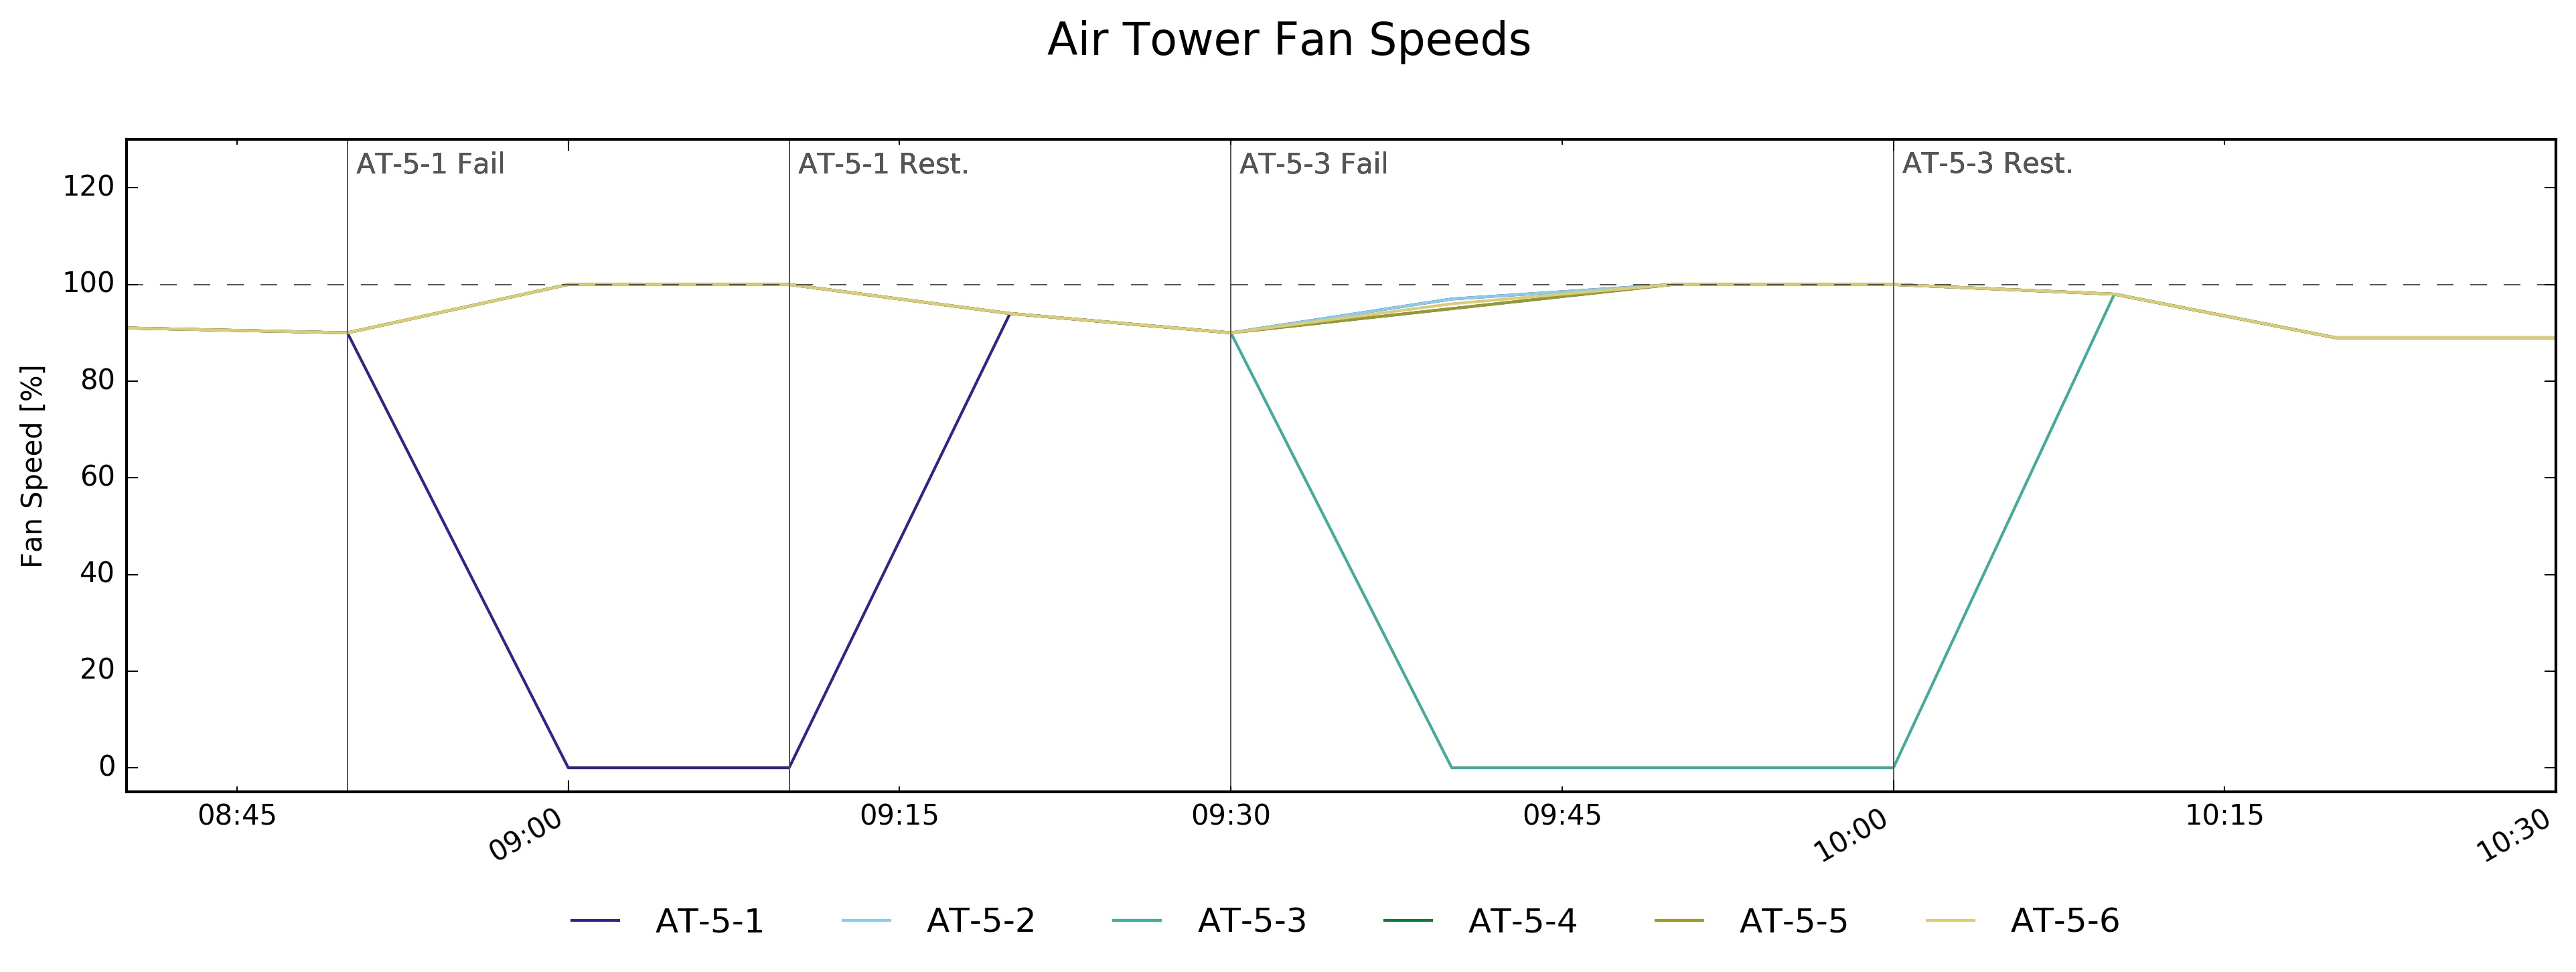 Air Tower Fan Speeds
AT-5-1 Fail
AT-5-1 Rest.
AT-5-3 Fail
AT-5-3 Rest.
120
100
80
60
40
20
0
Fan Speed [%]
08:45
09:00
09:15
09:30
09:45
10:00
10:15
10:30
AT-5-1
AT-5-2
AT-5-3
AT-5-4
AT-5-5
AT-5-6